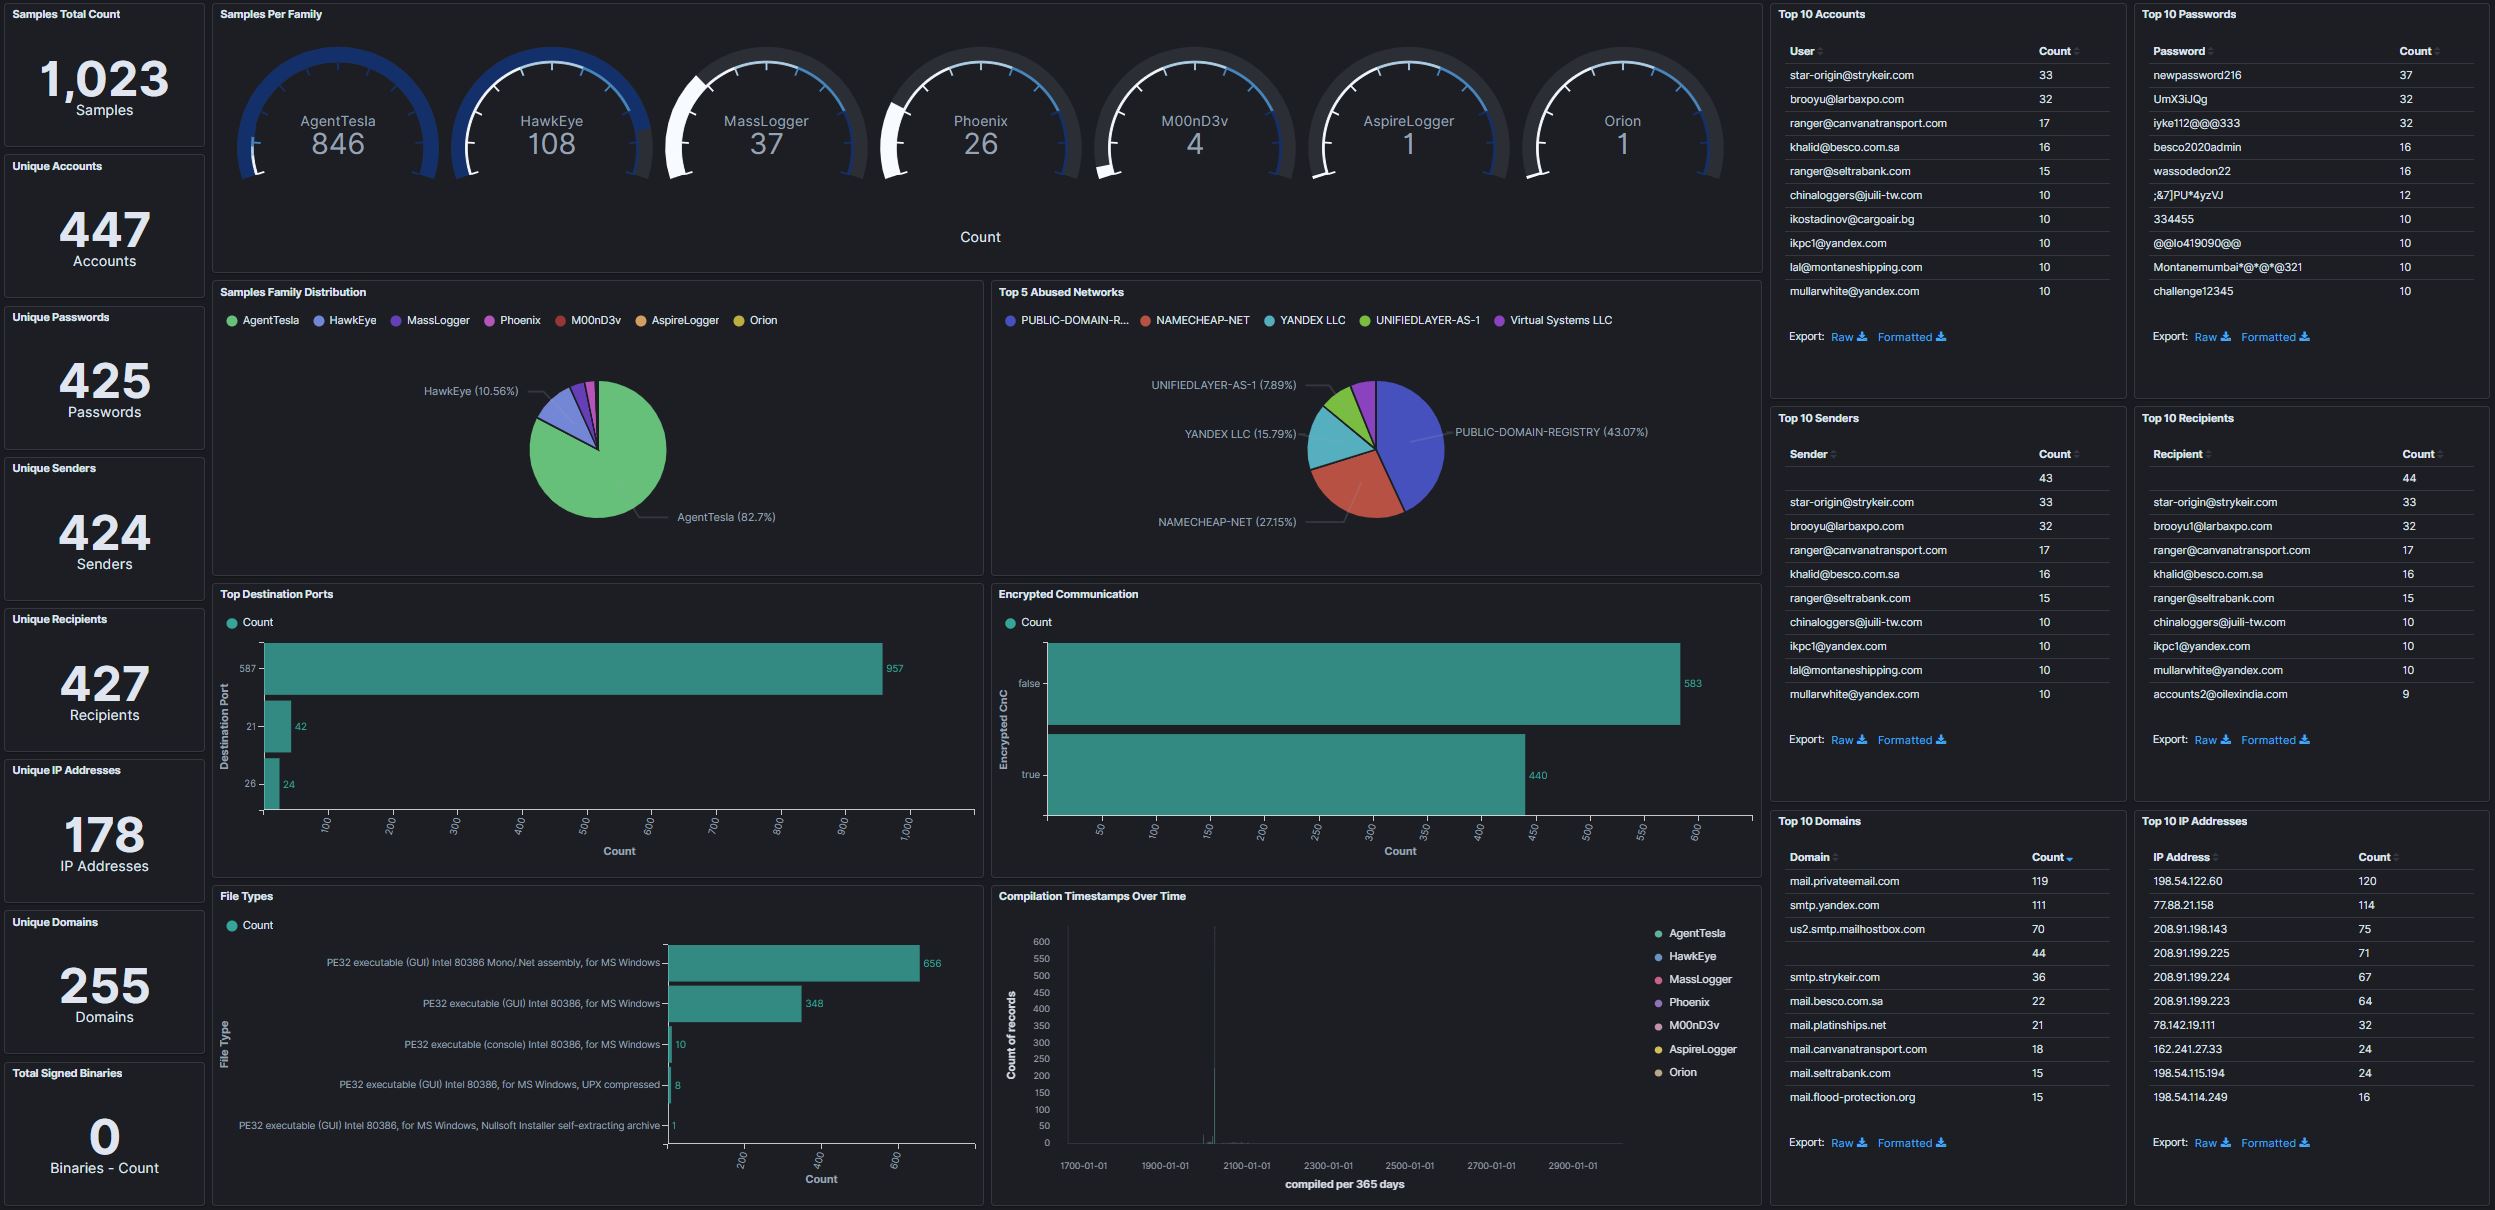 Samples Total Count
1,023
Samples
Unique Accounts
447
Accounts
Unique Passwords
425
Passwords
Unique Senders
424
Senders
Unique Recipients
427
Recipients
Unique IP Addresses
178
IP Addresses
Unique Domains
255
Domains
Total Signed Binaries
0
Binaries - Count
Samples Per Family
AgentTesla
846
HawkEye
108
MassLogger
37
Phoenix
26
M00nD3v
4
AspireLogger
1
Orion
1
Count
Samples Family Distribution
AgentTesla HawkEye MassLogger Phoenix M00nD3v AspireLogger Orion
HawkEye (10.56%)
AgentTesla (82.7%)
Top 5 Abused Networks
PUBLIC-DOMAIN-R... NAMECHEAP-NET YANDEX LLC UNIFIEDLAYER-AS-1 Virtual Systems LLC
UNIFIEDLAYER-AS-1 (7.89%)
YANDEX LLC (15.79%)
PUBLIC-DOMAIN-REGISTRY (43.07%)
NAMECHEAP-NET (27.15%)
Top Destination Ports
Count
Destination Port
587 957
21 42
26 24
100 200 300 400 500 600 700 800 900 1,000
Count
Encrypted Communication
Count
Encrypted CnC
false 583
true 440
50 100 150 200 250 300 350 400 450 500 550 600
Count
File Types
Count
File Type
PE32 executable (GUI) Intel 80386 Mono/.Net assembly, for MS Windows 656
PE32 executable (GUI) Intel 80386, for MS Windows 348
PE32 executable (console) Intel 80386, for MS Windows 10
PE32 executable (GUI) Intel 80386, for MS Windows, UPX compressed 8
PE32 executable (GUI) Intel 80386, for MS Windows, Nullsoft Installer self-extracting archive 1
200 400 600
Count
Compilation Timestamps Over Time
Count of records
600
550
500
450
400
350
300
250
200
150
100
50
0
1700-01-01 1900-01-01 2100-01-01 2300-01-01 2500-01-01 2700-01-01 2900-01-01
compiled per 365 days
AgentTesla
HawkEye
MassLogger
Phoenix
M00nD3v
AspireLogger
Orion
Top 10 Accounts
User Count
star-origin@strykeir.com 33
brooyu@larbaxpo.com 32
ranger@canvanatransport.com 17
khalid@besco.com.sa 16
ranger@seltrabank.com 15
chinaloggers@juili-tw.com 10
ikostadinov@cargoair.bg 10
ikpc1@yandex.com 10
lal@montaneshipping.com 10
mullarwhite@yandex.com 10
Export: Raw Formatted
Top 10 Passwords
Password Count
newpassword216 37
UmX3iJQg 32
iyke112@@@333 32
besco2020admin 16
wassodedon22 16
;&7]PU*4yzVJ 12
334455 10
@@Io419090@@ 10
Montanemumbai*@*@*@321 10
challenge12345 10
Export: Raw Formatted
Top 10 Senders
Sender Count
43
star-origin@strykeir.com 33
brooyu@larbaxpo.com 32
ranger@canvanatransport.com 17
khalid@besco.com.sa 16
ranger@seltrabank.com 15
chinaloggers@juili-tw.com 10
ikpc1@yandex.com 10
lal@montaneshipping.com 10
mullarwhite@yandex.com 10
Export: Raw Formatted
Top 10 Recipients
Recipient Count
44
star-origin@strykeir.com 33
brooyu1@larbaxpo.com 32
ranger@canvanatransport.com 17
khalid@besco.com.sa 16
ranger@seltrabank.com 15
chinaloggers@juili-tw.com 10
ikpc1@yandex.com 10
mullarwhite@yandex.com 10
accounts2@oilexindia.com 9
Export: Raw Formatted
Top 10 Domains
Domain Count
mail.privateemail.com 119
smtp.yandex.com 111
us2.smtp.mailhostbox.com 70
44
smtp.strykeir.com 36
mail.besco.com.sa 22
mail.platinships.net 21
mail.canvanatransport.com 18
mail.seltrabank.com 15
mail.flood-protection.org 15
Export: Raw Formatted
Top 10 IP Addresses
IP Address Count
198.54.122.60 120
77.88.21.158 114
208.91.198.143 75
208.91.199.225 71
208.91.199.224 67
208.91.199.223 64
78.142.19.111 32
162.241.27.33 24
198.54.115.194 24
198.54.114.249 16
Export: Raw Formatted